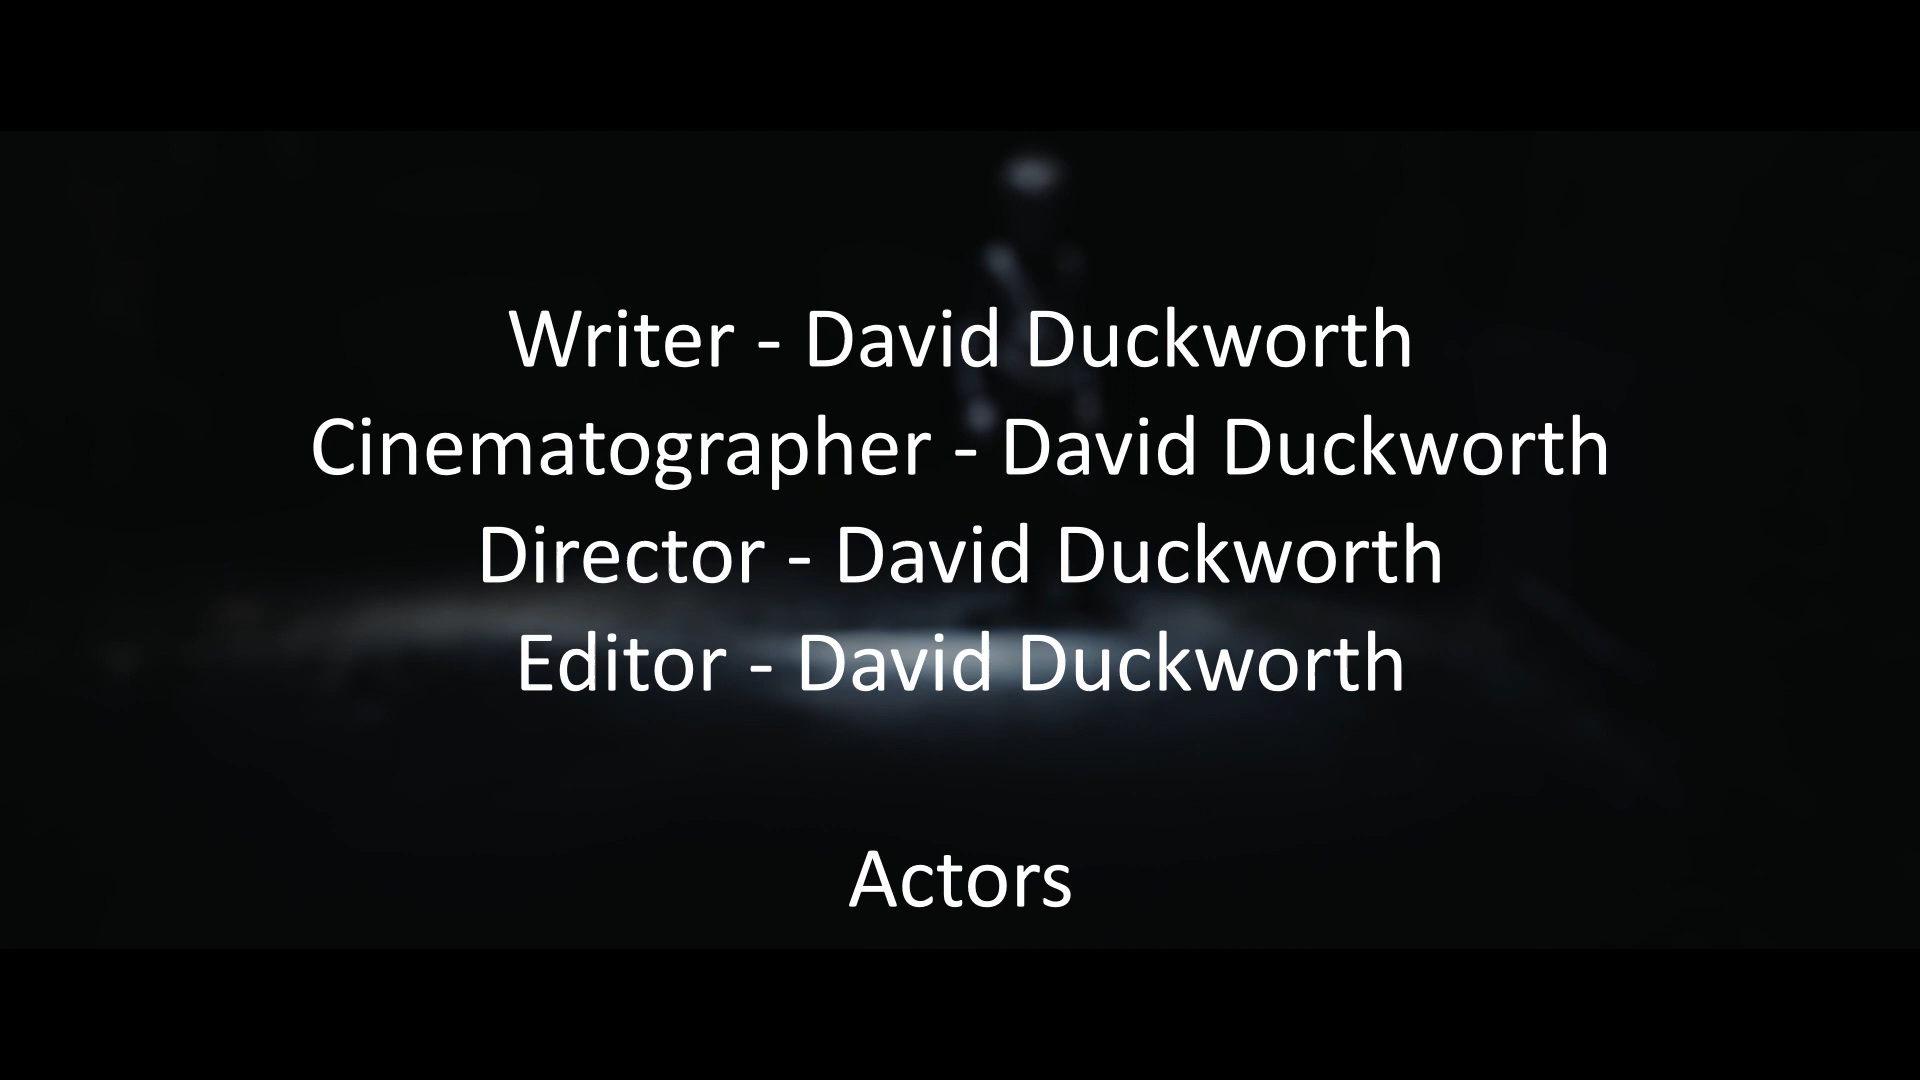 Writer - David Duckworth
Cinematographer - David Duckworth
Director - David Duckworth
Editor - David Duckworth
Actors